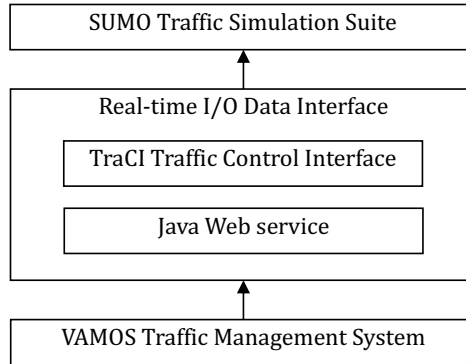 SUMO Traffic Simulation Suite
Real-time I/O Data Interface
TraCI Traffic Control Interface
Java Web service
VAMOS Traffic Management System